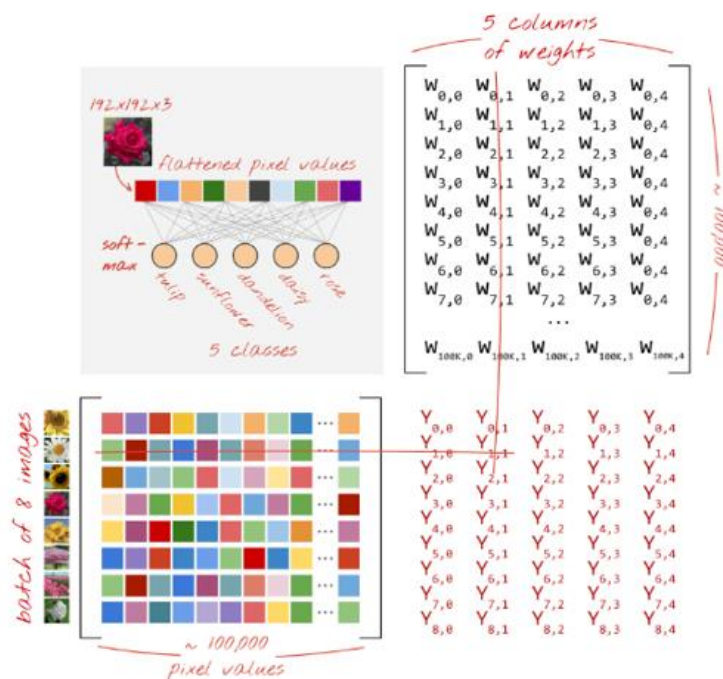 5 columns
of weights
192x192x3
flattened pixel values
soft-
max
tulip
sunflower
dandelion
daisy
rose
5 classes
W0,0 W0,1 W0,2 W0,3 W0,4
W1,0 W1,1 W1,2 W1,3 W0,4
W2,0 W2,1 W2,2 W2,3 W0,4
W3,0 W3,1 W3,2 W3,3 W0,4
W4,0 W4,1 W4,2 W4,3 W0,4
W5,0 W5,1 W5,2 W5,3 W0,4
W6,0 W6,1 W6,2 W6,3 W0,4
W7,0 W7,1 W7,2 W7,3 W0,4
...
W100K,0 W100K,1 W100K,2 W100K,3 W100K,4
~ 100,000
batch of 8 images
~ 100,000
pixel values
Y0,0 Y0,1 Y0,2 Y0,3 Y0,4
Y1,0 Y1,1 Y1,2 Y1,3 Y1,4
Y2,0 Y2,1 Y2,2 Y2,3 Y2,4
Y3,0 Y3,1 Y3,2 Y3,3 Y3,4
Y4,0 Y4,1 Y4,2 Y4,3 Y4,4
Y5,0 Y5,1 Y5,2 Y5,3 Y5,4
Y6,0 Y6,1 Y6,2 Y6,3 Y6,4
Y7,0 Y7,1 Y7,2 Y7,3 Y7,4
Y8,0 Y8,1 Y8,2 Y8,3 Y8,4